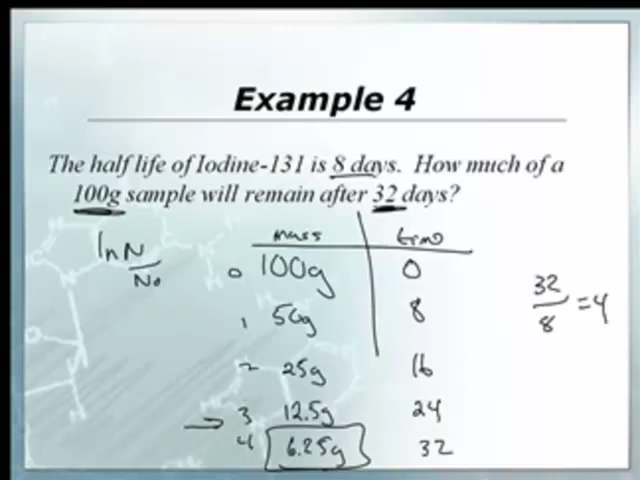 Example 4
The half life of Iodine-131 is 8 days. How much of a
100g sample will remain after 32 days?
ln N/No
mass time
0 100g 0
1 50g 8
2 25g 16
3 12.5g 24
4 6.25g 32
32/8 = 4